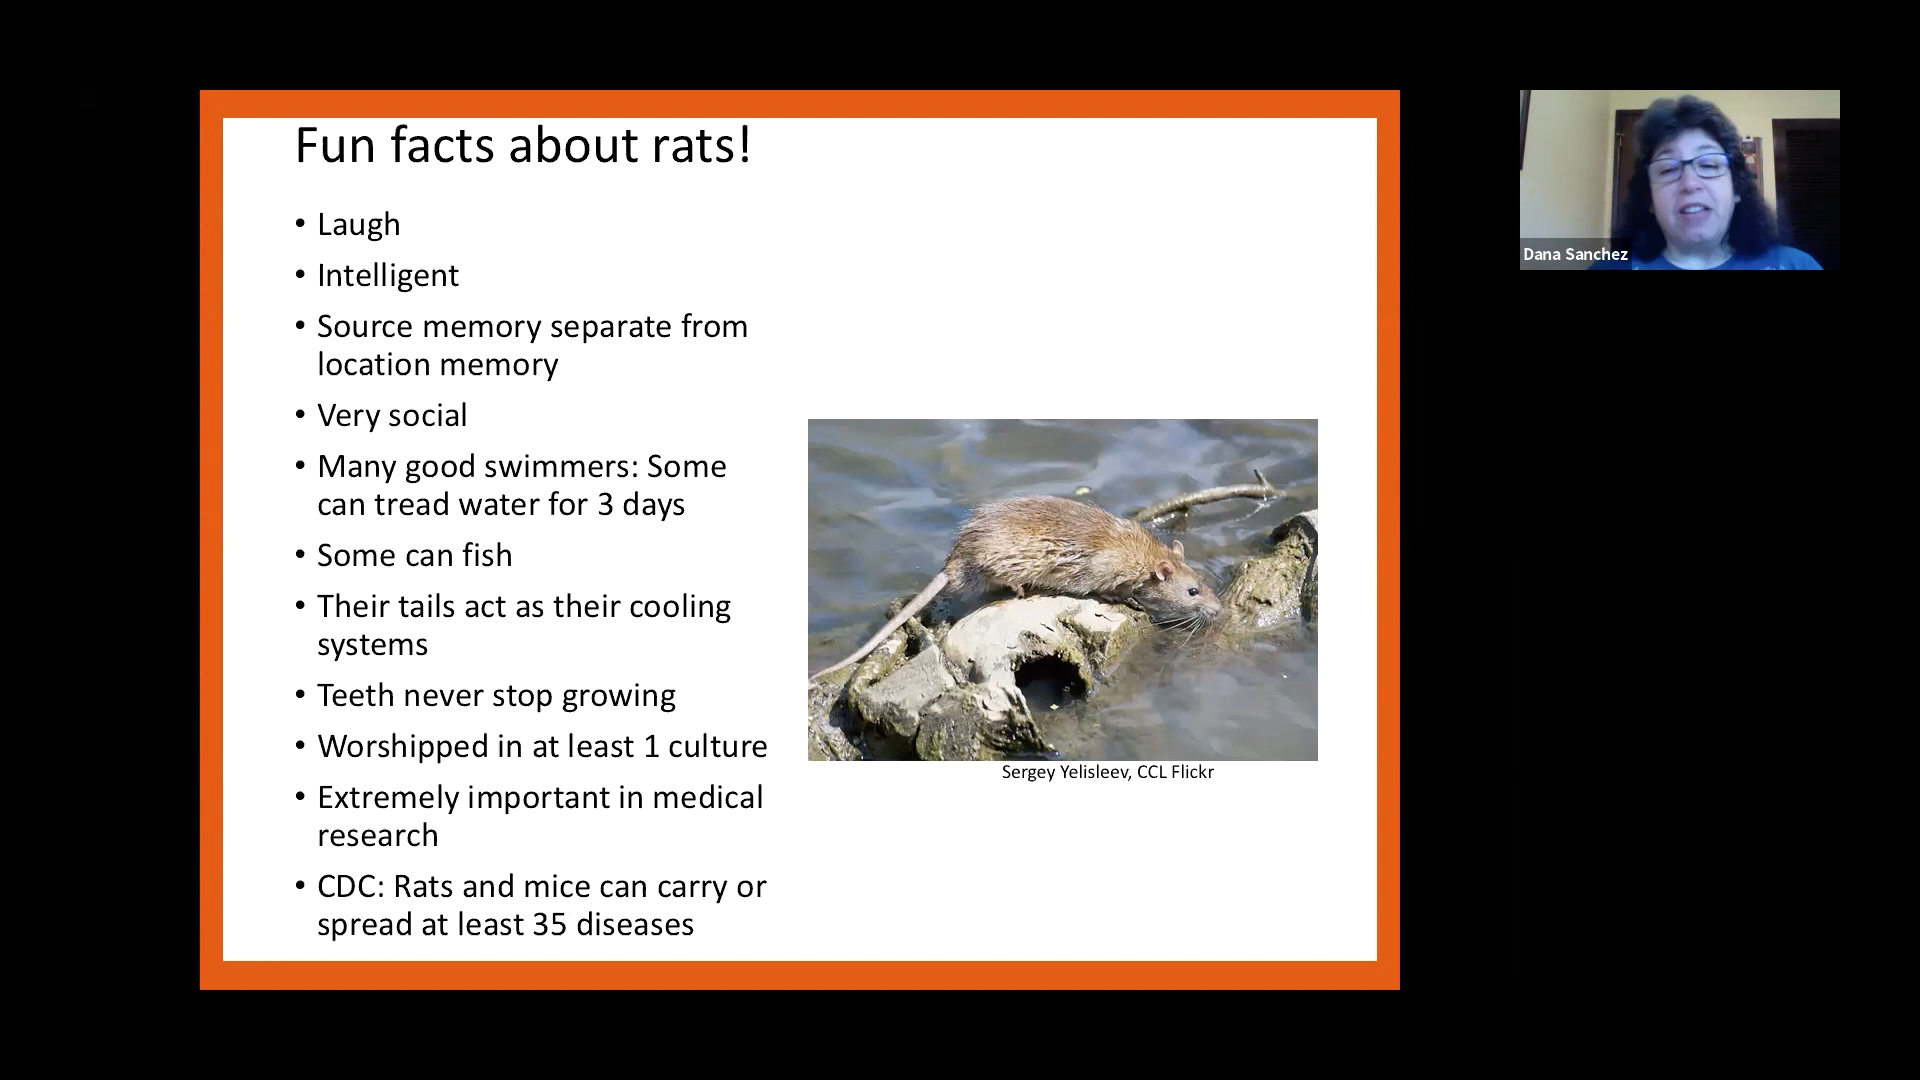 Fun facts about rats!
• Laugh
• Intelligent
• Source memory separate from
location memory
• Very social
• Many good swimmers: Some
can tread water for 3 days
• Some can fish
• Their tails act as their cooling
systems
• Teeth never stop growing
• Worshipped in at least 1 culture
• Extremely important in medical
research
• CDC: Rats and mice can carry or
spread at least 35 diseases
Sergey Yelisleev, CCL Flickr
Dana Sanchez